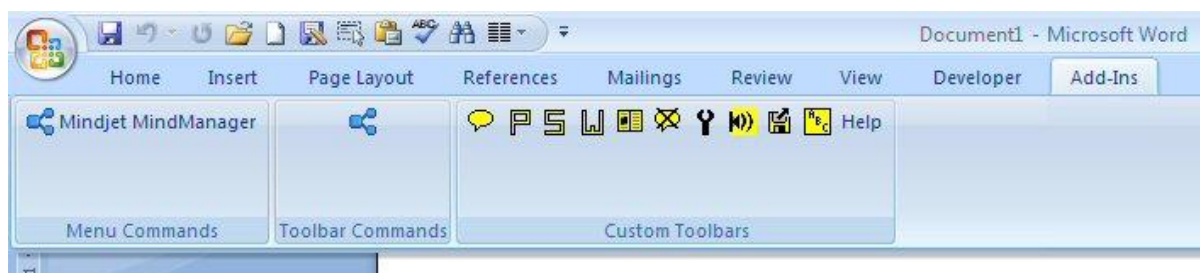 Document1 - Microsoft Word
Home Insert Page Layout References Mailings Review View Developer Add-Ins
Mindjet MindManager P S W Help
Menu Commands Toolbar Commands Custom Toolbars